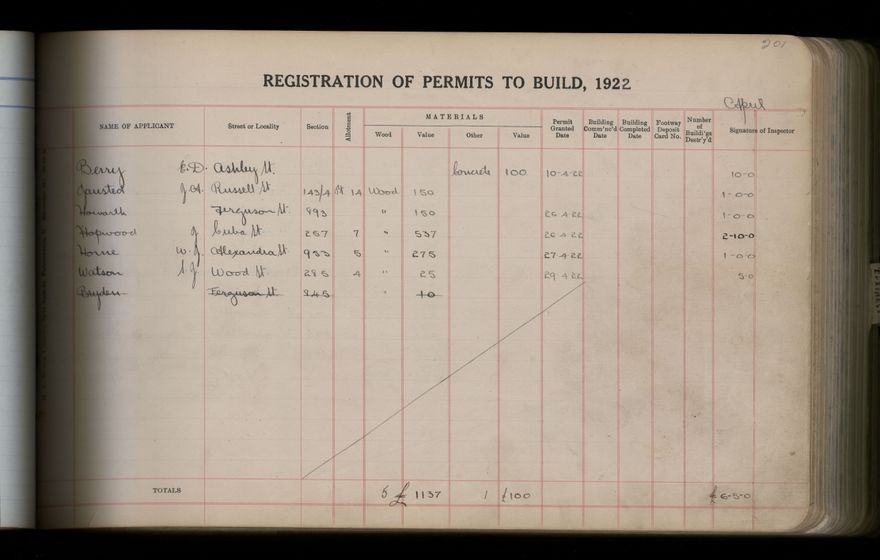 201
REGISTRATION OF PERMITS TO BUILD, 1922
April
NAME OF APPLICANT Street or Locality Section Allotment MATERIALS Wood Value Other Value Permit Granted Date Building Comm'nc'd Date Building Completed Date Footway Deposit Card No. Number of Buildi'gs Destr'y'd Signature of Inspector
Berry E.D. Ashley St. Concrete 100 10-4-22 10-0
J.A. Russell St 143/4 Pt 14 Wood 150 1-0-0
Howarth Ferguson St. 893 " 150 26-4-22 1-0-0
Hopwood J Cuba St 257 7 " 537 26-4-22 2-10-0
Horne W.J. Alexandra St 933 5 " 275 27-4-22 1-0-0
Watson S.J Wood St 285 4 " 25 29-4-22 5-0
Bryden Ferguson St 845 " 10
TOTALS 5 £ 1137 1 £100 £6-5-0